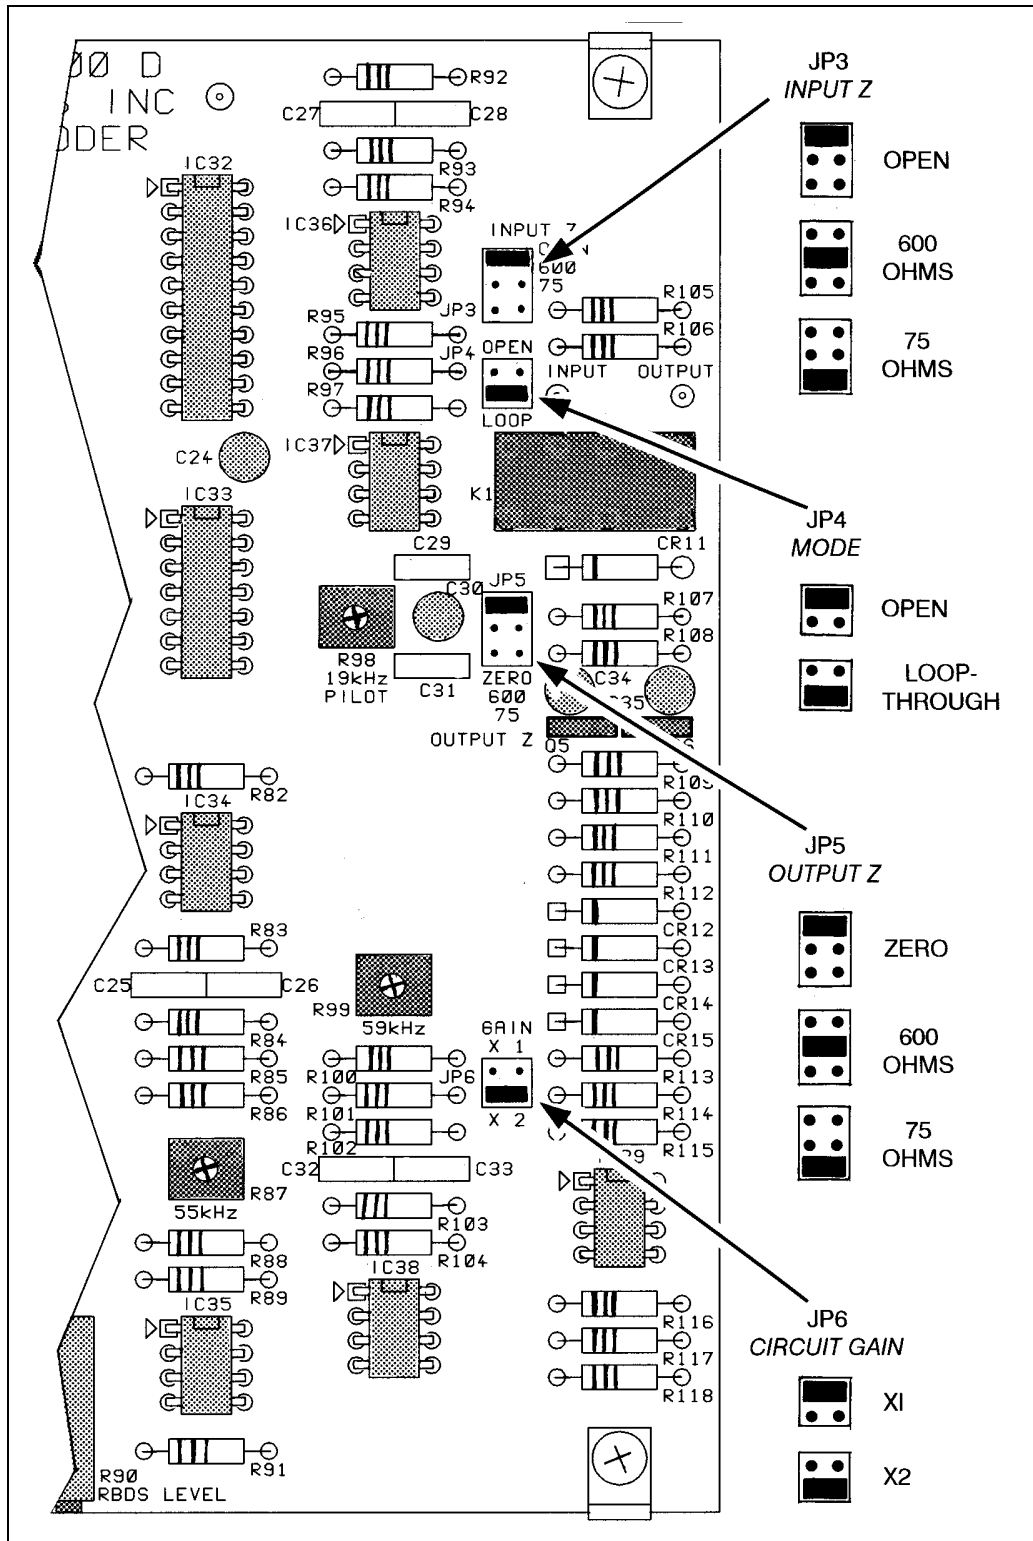 00 D
INC
ODER
R92
C27
C28
R93
R94
IC32
IC36
INPUT Z
600
75
JP3
R95
R96
R97
JP4
OPEN
LOOP
R105
R106
INPUT
OUTPUT
IC37
K1
C24
IC33
C29
C30
JP5
CR11
R107
R108
R98
19kHz
PILOT
C31
ZERO
600
75
OUTPUT Z
C34
35
Q5
R109
R110
R111
R112
CR12
CR13
CR14
CR15
R113
R114
R115
R82
IC34
R83
C25
C26
R99
59kHz
GAIN
X 1
JP6
X 2
R84
R85
R86
R100
R101
R102
C32
C33
R87
55kHz
R103
R104
R88
R89
IC35
IC38
R116
R117
R118
R91
R90
RBDS LEVEL
JP3
INPUT Z
OPEN
600
OHMS
75
OHMS
JP4
MODE
OPEN
LOOP-
THROUGH
JP5
OUTPUT Z
ZERO
600
OHMS
75
OHMS
JP6
CIRCUIT GAIN
X1
X2